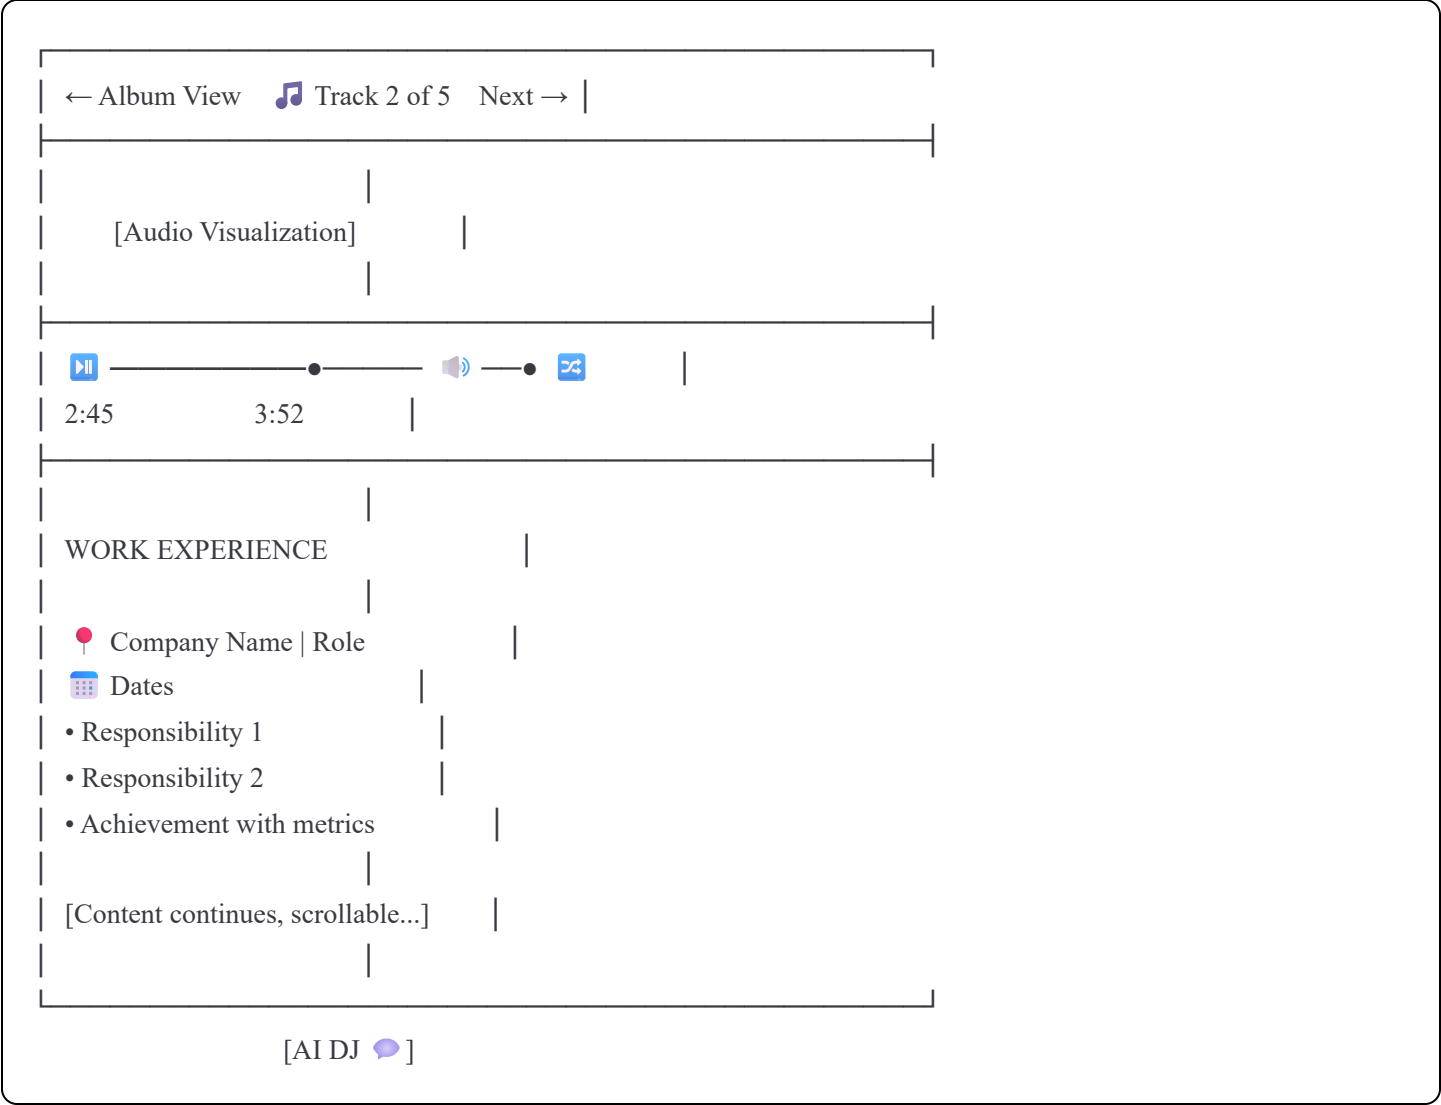 ← Album View 🎵 Track 2 of 5 Next →
[Audio Visualization]
⏯️ ━━━━━━━━━━●───── 🔊 ──● 🔀
2:45 3:52
WORK EXPERIENCE
📍 Company Name | Role
📅 Dates
• Responsibility 1
• Responsibility 2
• Achievement with metrics
[Content continues, scrollable...]
[AI DJ 💬]